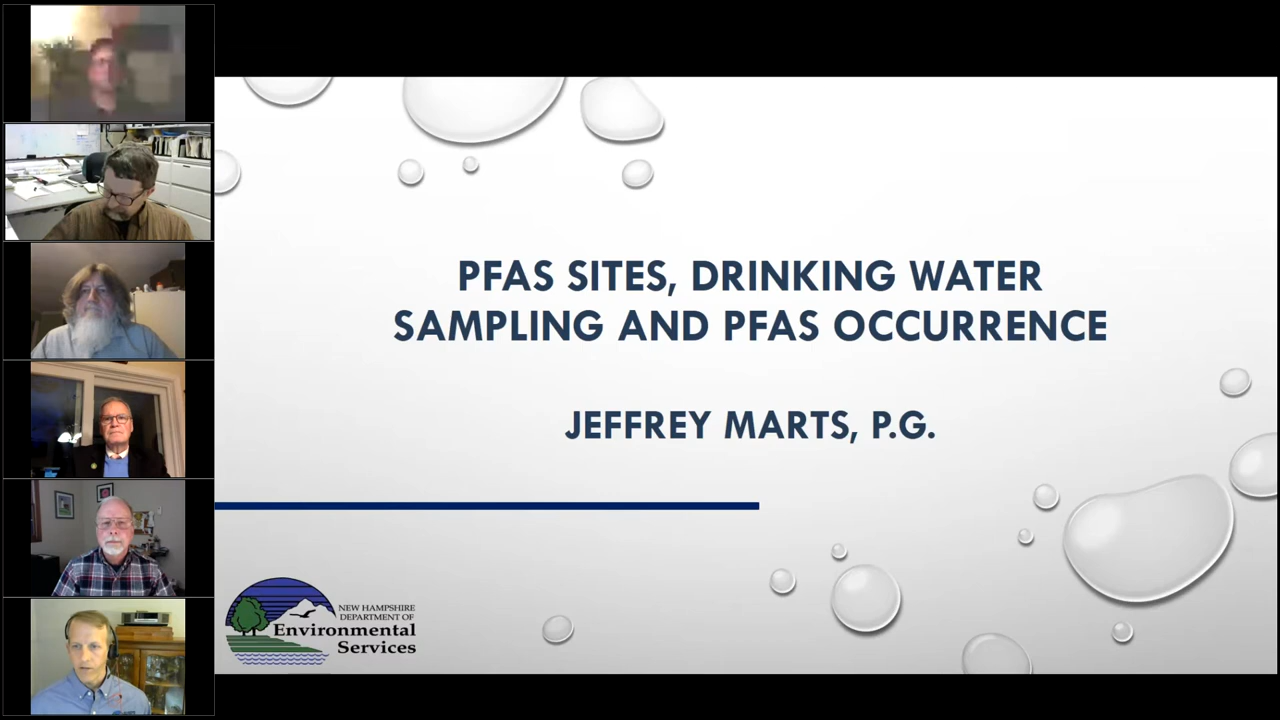 PFAS SITES, DRINKING WATER
SAMPLING AND PFAS OCCURRENCE
JEFFREY MARTS, P.G.
NEW HAMPSHIRE
DEPARTMENT OF
Environmental
Services